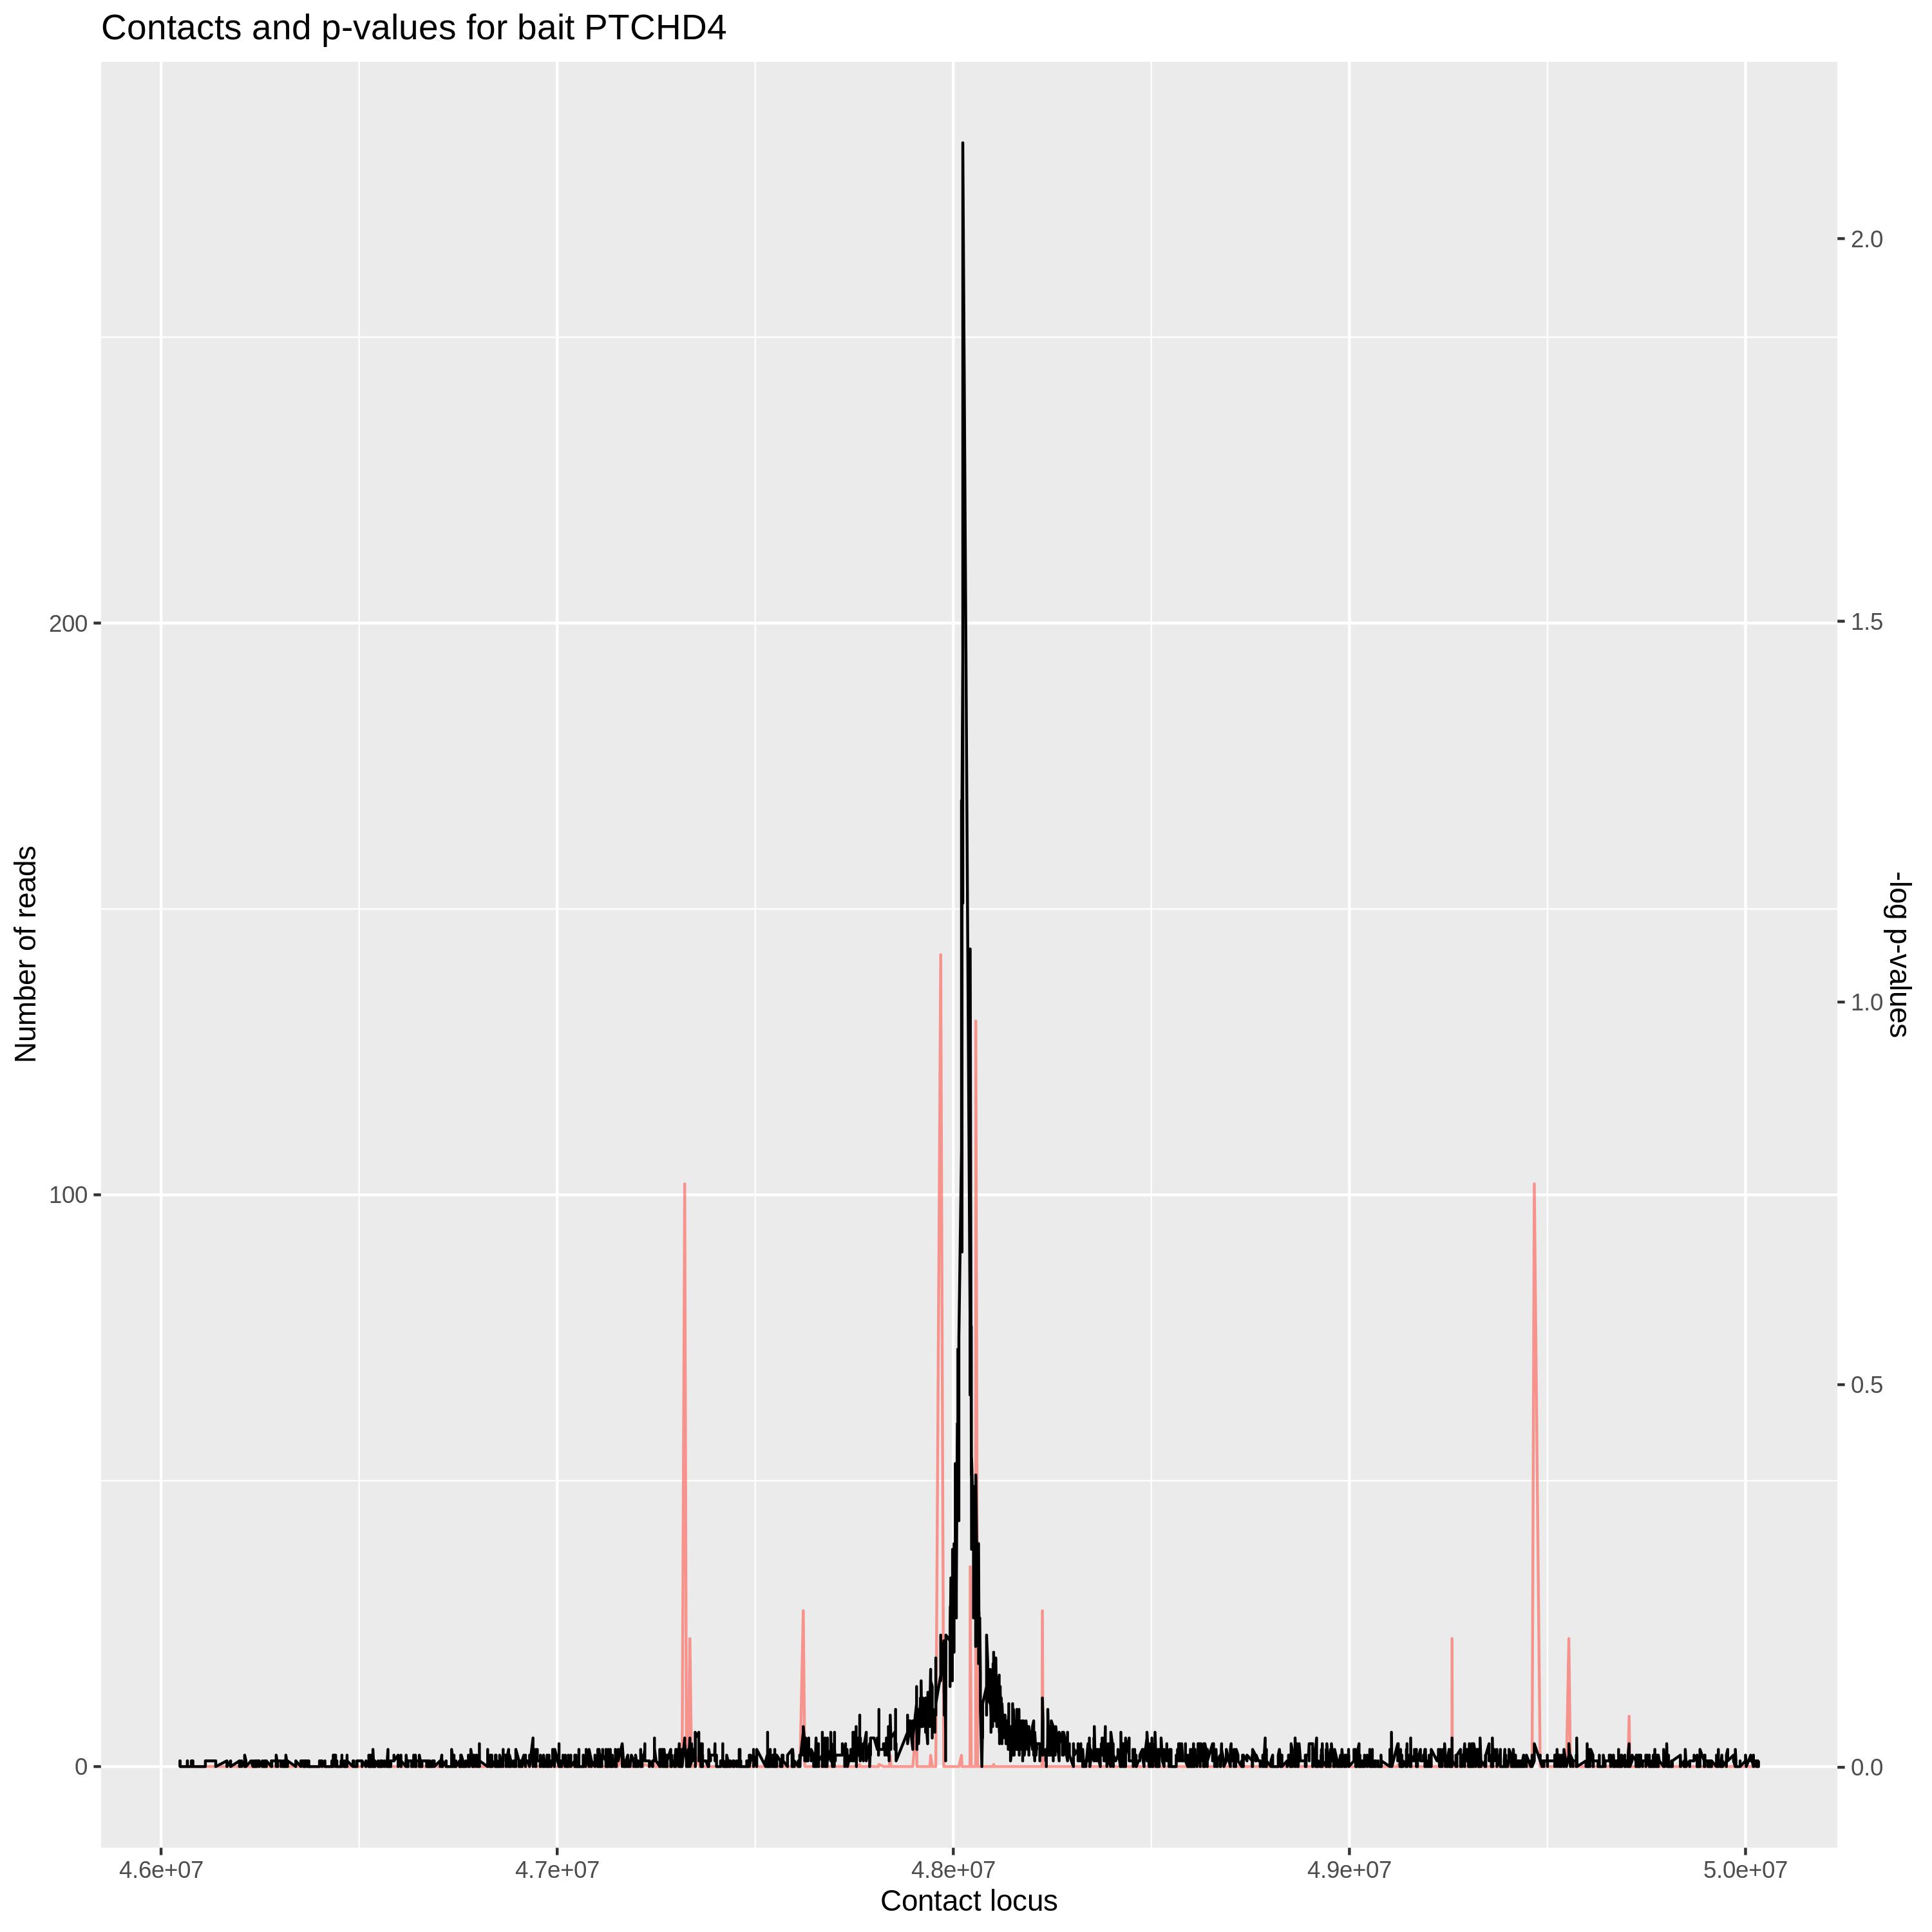 Contacts and p-values for bait PTCHD4
Number of reads
200
100
0
2.0
1.5
1.0
0.5
0.0
-log p-values
4.6e+07 4.7e+07 4.8e+07 4.9e+07 5.0e+07
Contact locus